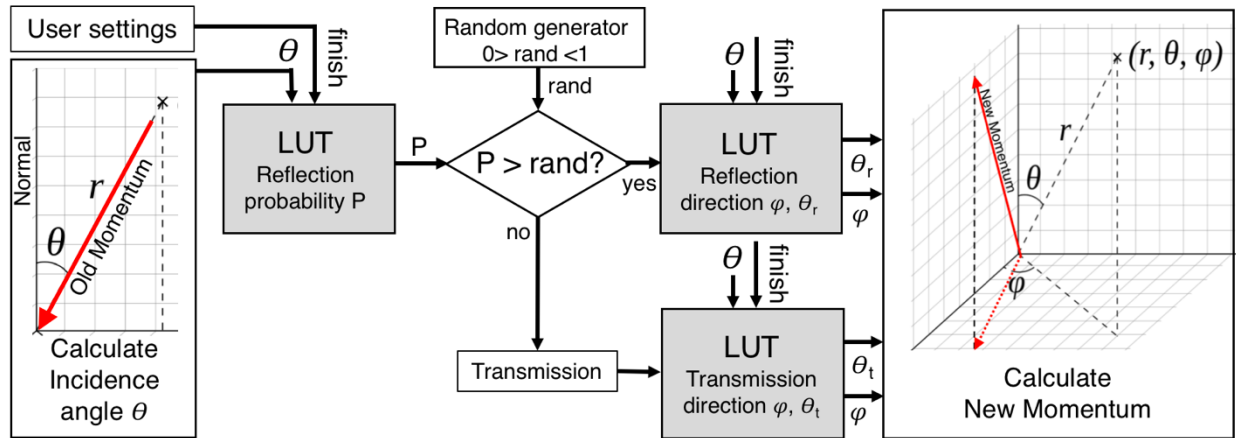 User settings
θ
finish
Normal
r
θ
Old Momentum
Calculate
Incidence
angle θ
LUT
Reflection
probability P
P
Random generator
0> rand <1
rand
P > rand?
yes
no
Transmission
θ
finish
LUT
Reflection
direction φ, θr
θr
φ
θ
finish
LUT
Transmission
direction φ, θt
θt
φ
New Momentum
(r, θ, φ)
r
θ
φ
Calculate
New Momentum